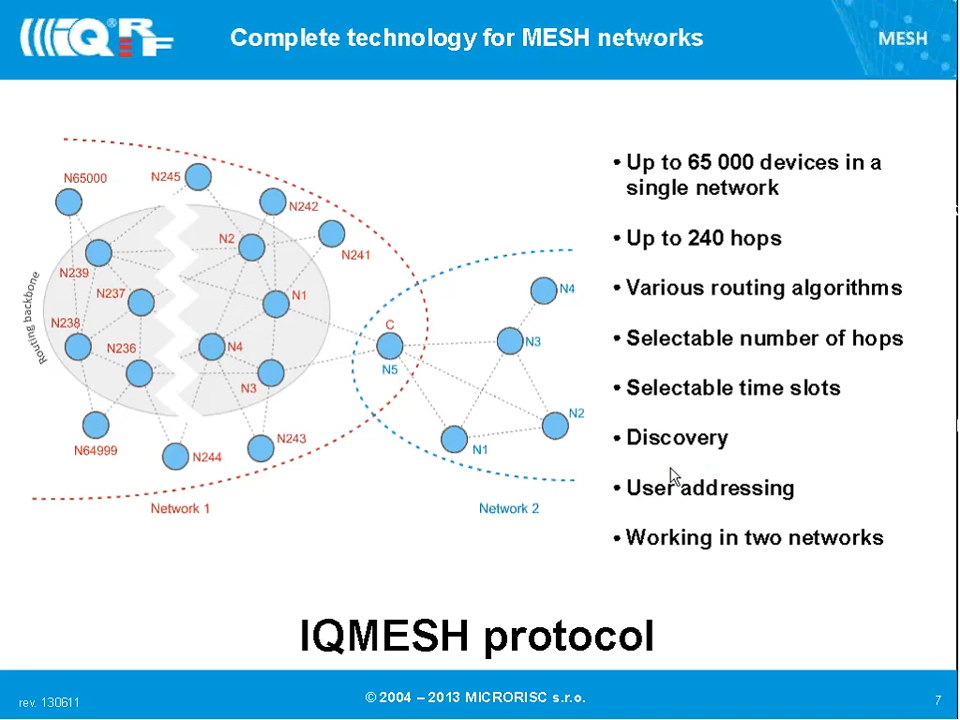 IQRF
Complete technology for MESH networks
MESH
N65000
N245
N242
N241
N2
N239
N237
N1
N238
N236
N4
N3
Routing backbone
N64999
N244
N243
Network 1
C
N5
N4
N3
N2
N1
Network 2
• Up to 65 000 devices in a
single network
• Up to 240 hops
• Various routing algorithms
• Selectable number of hops
• Selectable time slots
• Discovery
• User addressing
• Working in two networks
IQMESH protocol
rev. 130611
© 2004 – 2013 MICRORISC s.r.o.
7